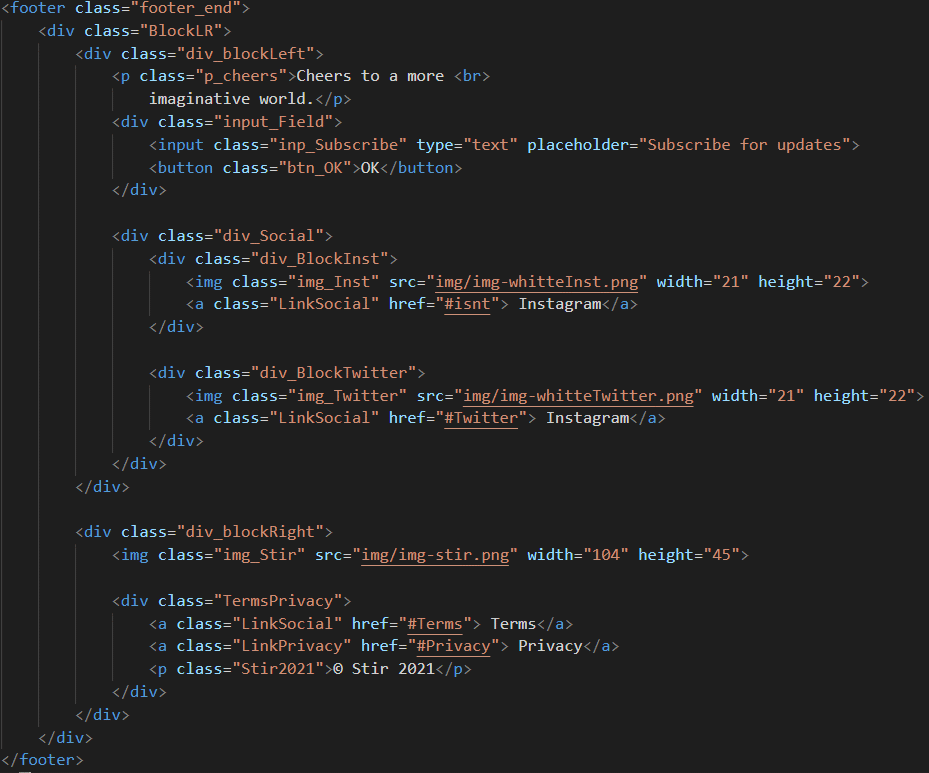 <footer class="footer_end">
    <div class="BlockLR">
        <div class="div_blockLeft">
            <p class="p_cheers">Cheers to a more <br>
                imaginative world.</p>
            <div class="input_Field">
                <input class="inp_Subscribe" type="text" placeholder="Subscribe for updates">
                <button class="btn_OK">OK</button>
            </div>

            <div class="div_Social">
                <div class="div_BlockInst">
                    <img class="img_Inst" src="img/img-whitteInst.png" width="21" height="22">
                    <a class="LinkSocial" href="#isnt"> Instagram</a>
                </div>

                <div class="div_BlockTwitter">
                    <img class="img_Twitter" src="img/img-whitteTwitter.png" width="21" height="22">
                    <a class="LinkSocial" href="#Twitter"> Instagram</a>
                </div>
            </div>
        </div>

        <div class="div_blockRight">
            <img class="img_Stir" src="img/img-stir.png" width="104" height="45">

            <div class="TermsPrivacy">
                <a class="LinkSocial" href="#Terms"> Terms</a>
                <a class="LinkPrivacy" href="#Privacy"> Privacy</a>
                <p class="Stir2021">© Stir 2021</p>
            </div>
        </div>
    </div>
</footer>